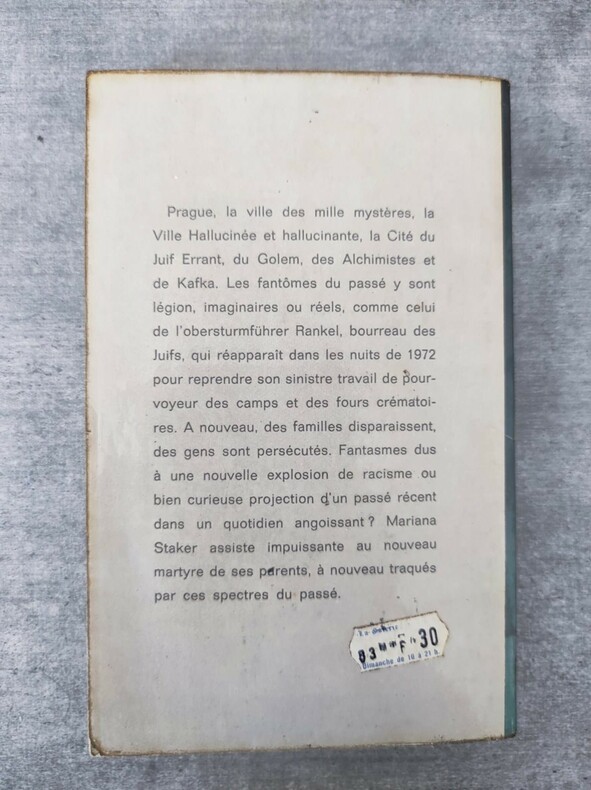 Prague, la ville des mille mystères, la
Ville Hallucinée et hallucinante, la Cité du
Juif Errant, du Golem, des Alchimistes et
de Kafka. Les fantômes du passé y sont
légion, imaginaires ou réels, comme celui
de l'obersturmführer Rankel, bourreau des
Juifs, qui réapparaît dans les nuits de 1972
pour reprendre son sinistre travail de pour-
voyeur des camps et des fours crématoi-
res. A nouveau, des familles disparaissent,
des gens sont persécutés. Fantasmes dus
à une nouvelle explosion de racisme ou
bien curieuse projection d'un passé récent
dans un quotidien angoissant ? Mariana
Staker assiste impuissante au nouveau
martyre de ses parents, à nouveau traqués
par ces spectres du passé.
93 F 30
Dimanche de 10 à 21 h.